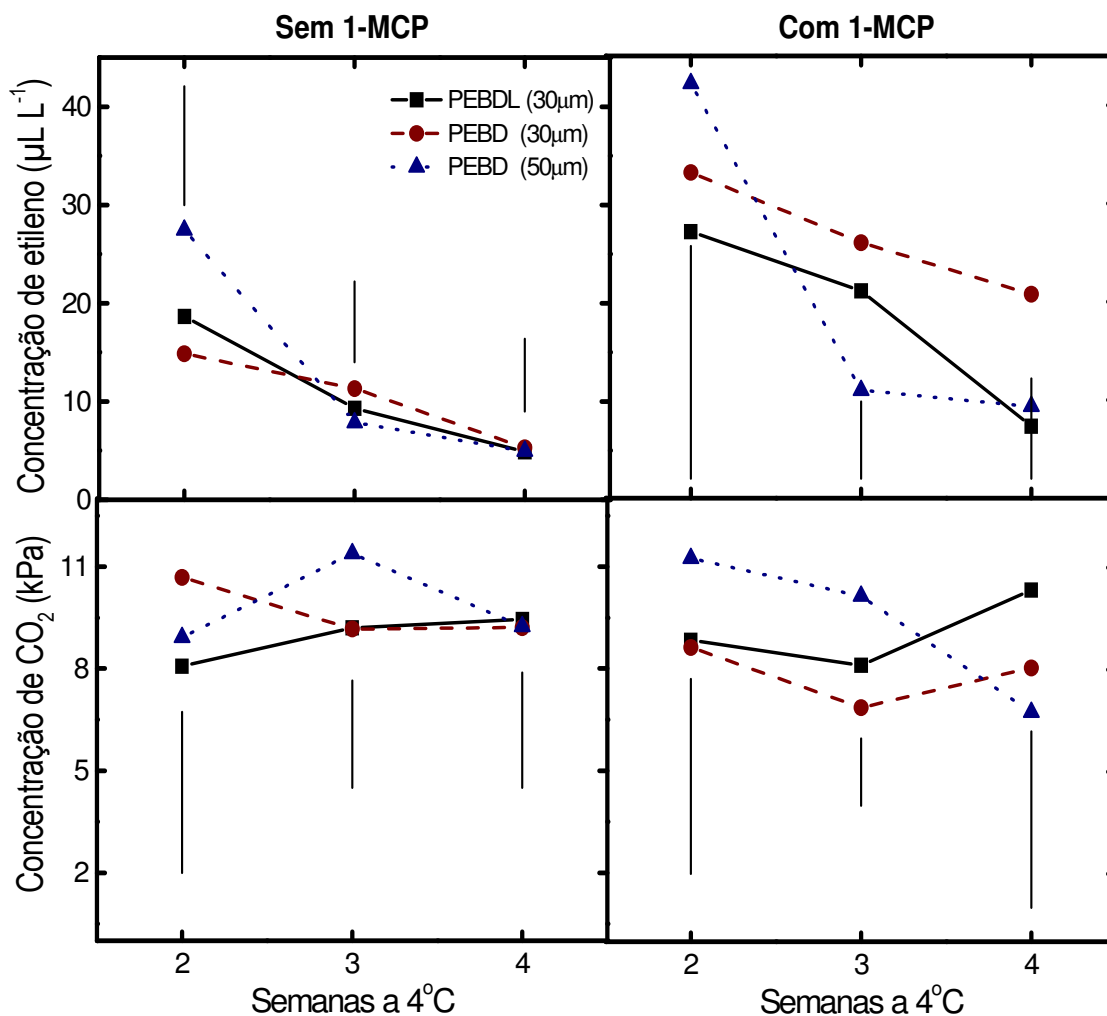 Sem 1-MCP
Com 1-MCP
Concentração de etileno (µL L⁻¹)
40
30
20
10
0
PEBDL (30µm)
PEBD (30µm)
PEBD (50µm)
Concentração de CO₂ (kPa)
11
8
5
2
2 3 4
2 3 4
Semanas a 4°C
Semanas a 4°C